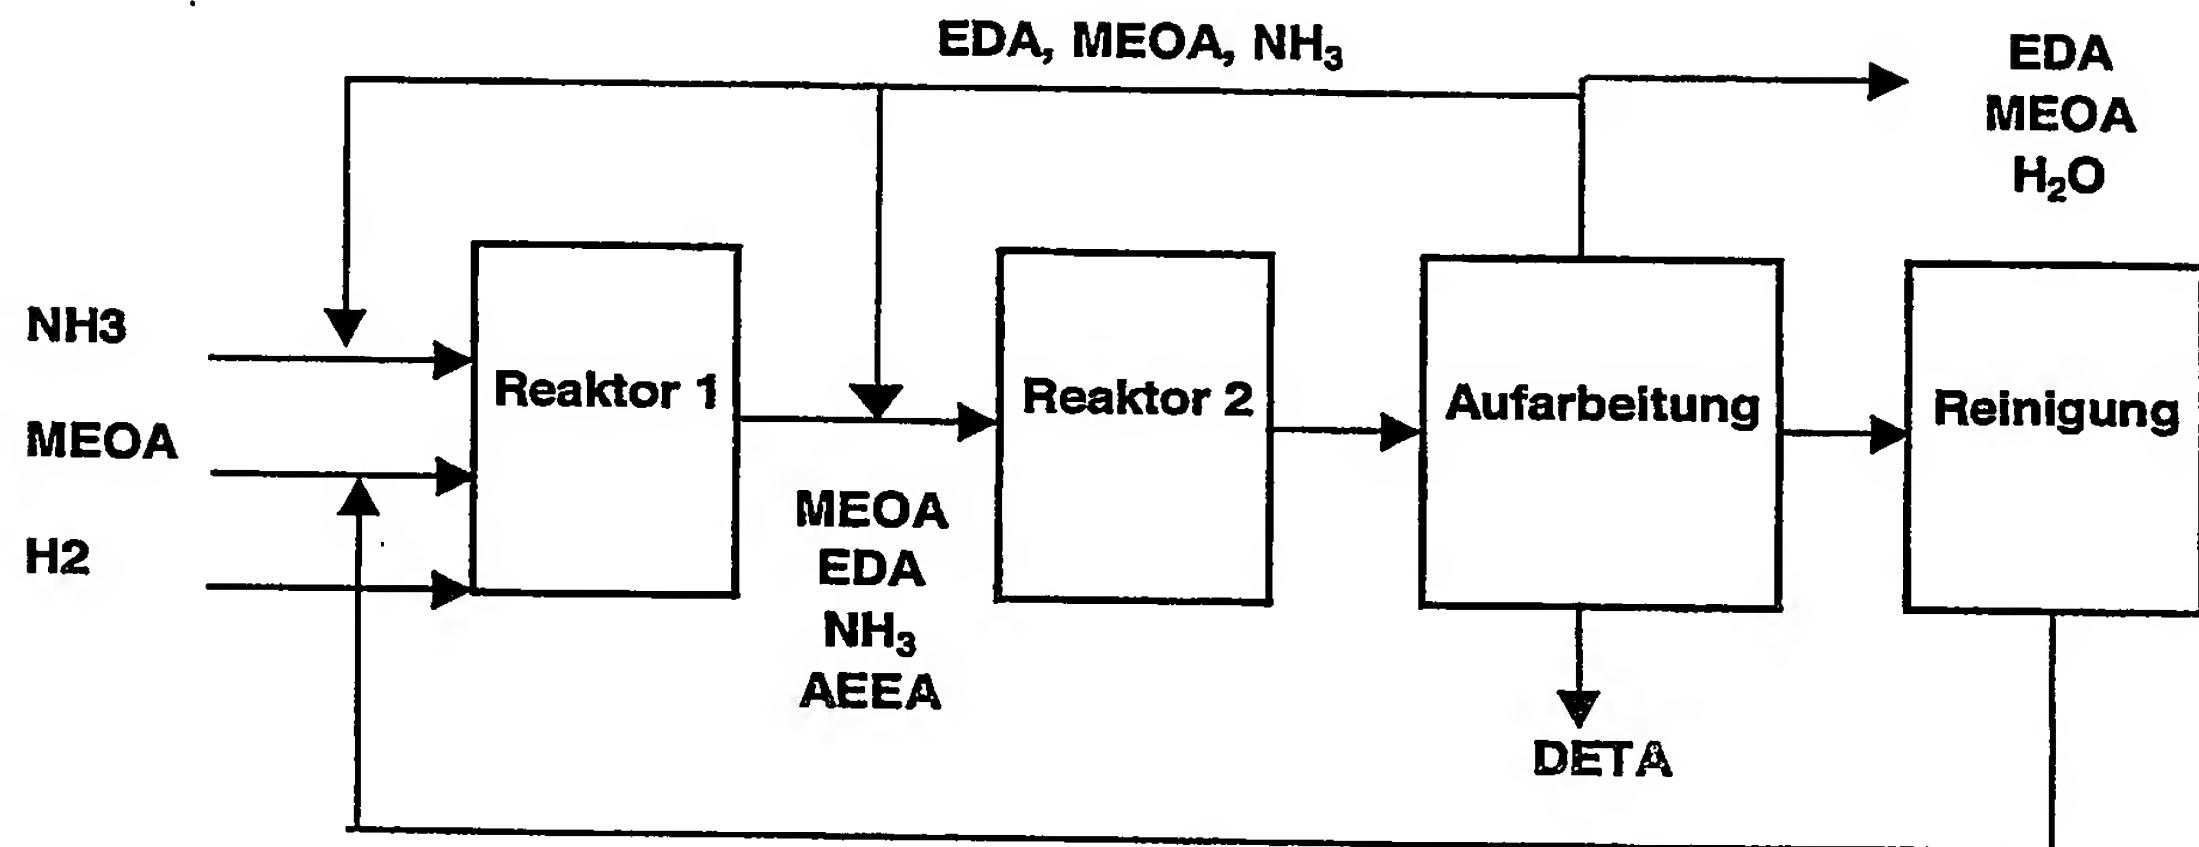 EDA, MEOA, NH₃
EDA
MEOA
H₂O
NH3
MEOA
H2
Reaktor 1
MEOA
EDA
NH₃
AEEA
Reaktor 2
Aufarbeitung
DETA
Reinigung